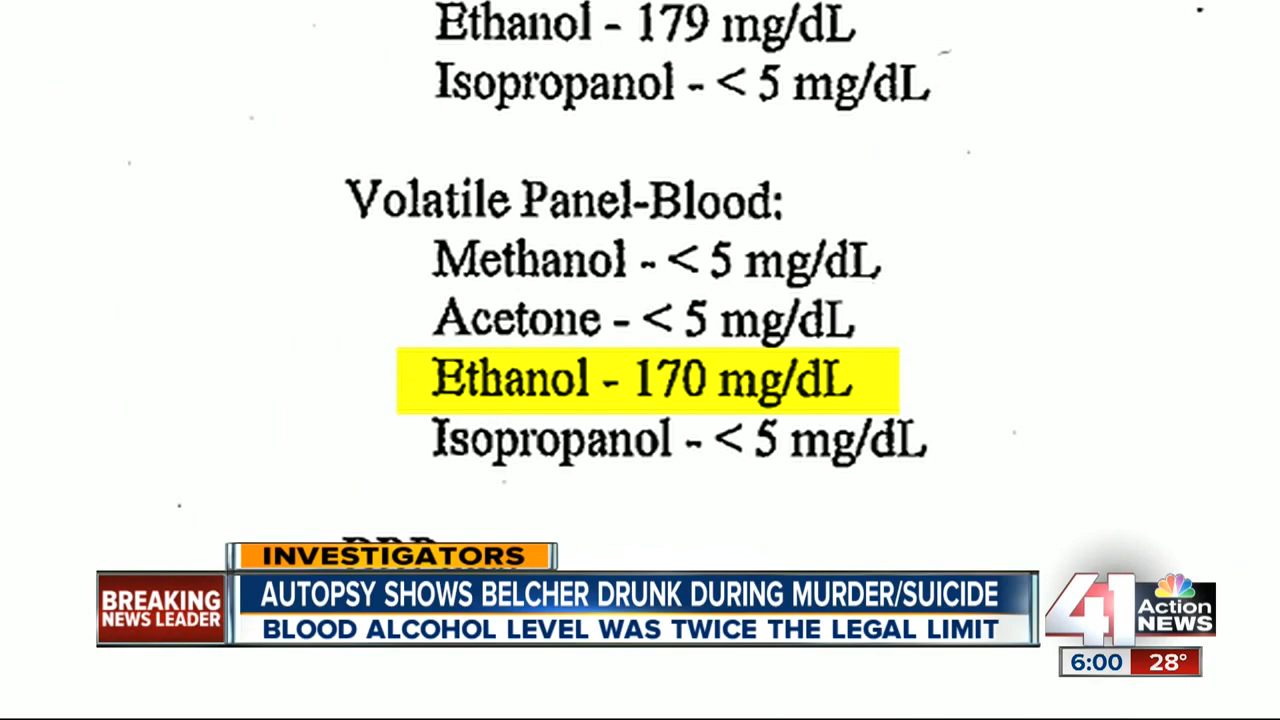 Ethanol - 179 mg/dL
Isopropanol - < 5 mg/dL
Volatile Panel-Blood:
Methanol - < 5 mg/dL
Acetone - < 5 mg/dL
Ethanol - 170 mg/dL
Isopropanol - < 5 mg/dL
INVESTIGATORS
BREAKING
NEWS LEADER
AUTOPSY SHOWS BELCHER DRUNK DURING MURDER/SUICIDE
BLOOD ALCOHOL LEVEL WAS TWICE THE LEGAL LIMIT
41
Action
NEWS
6:00 28°